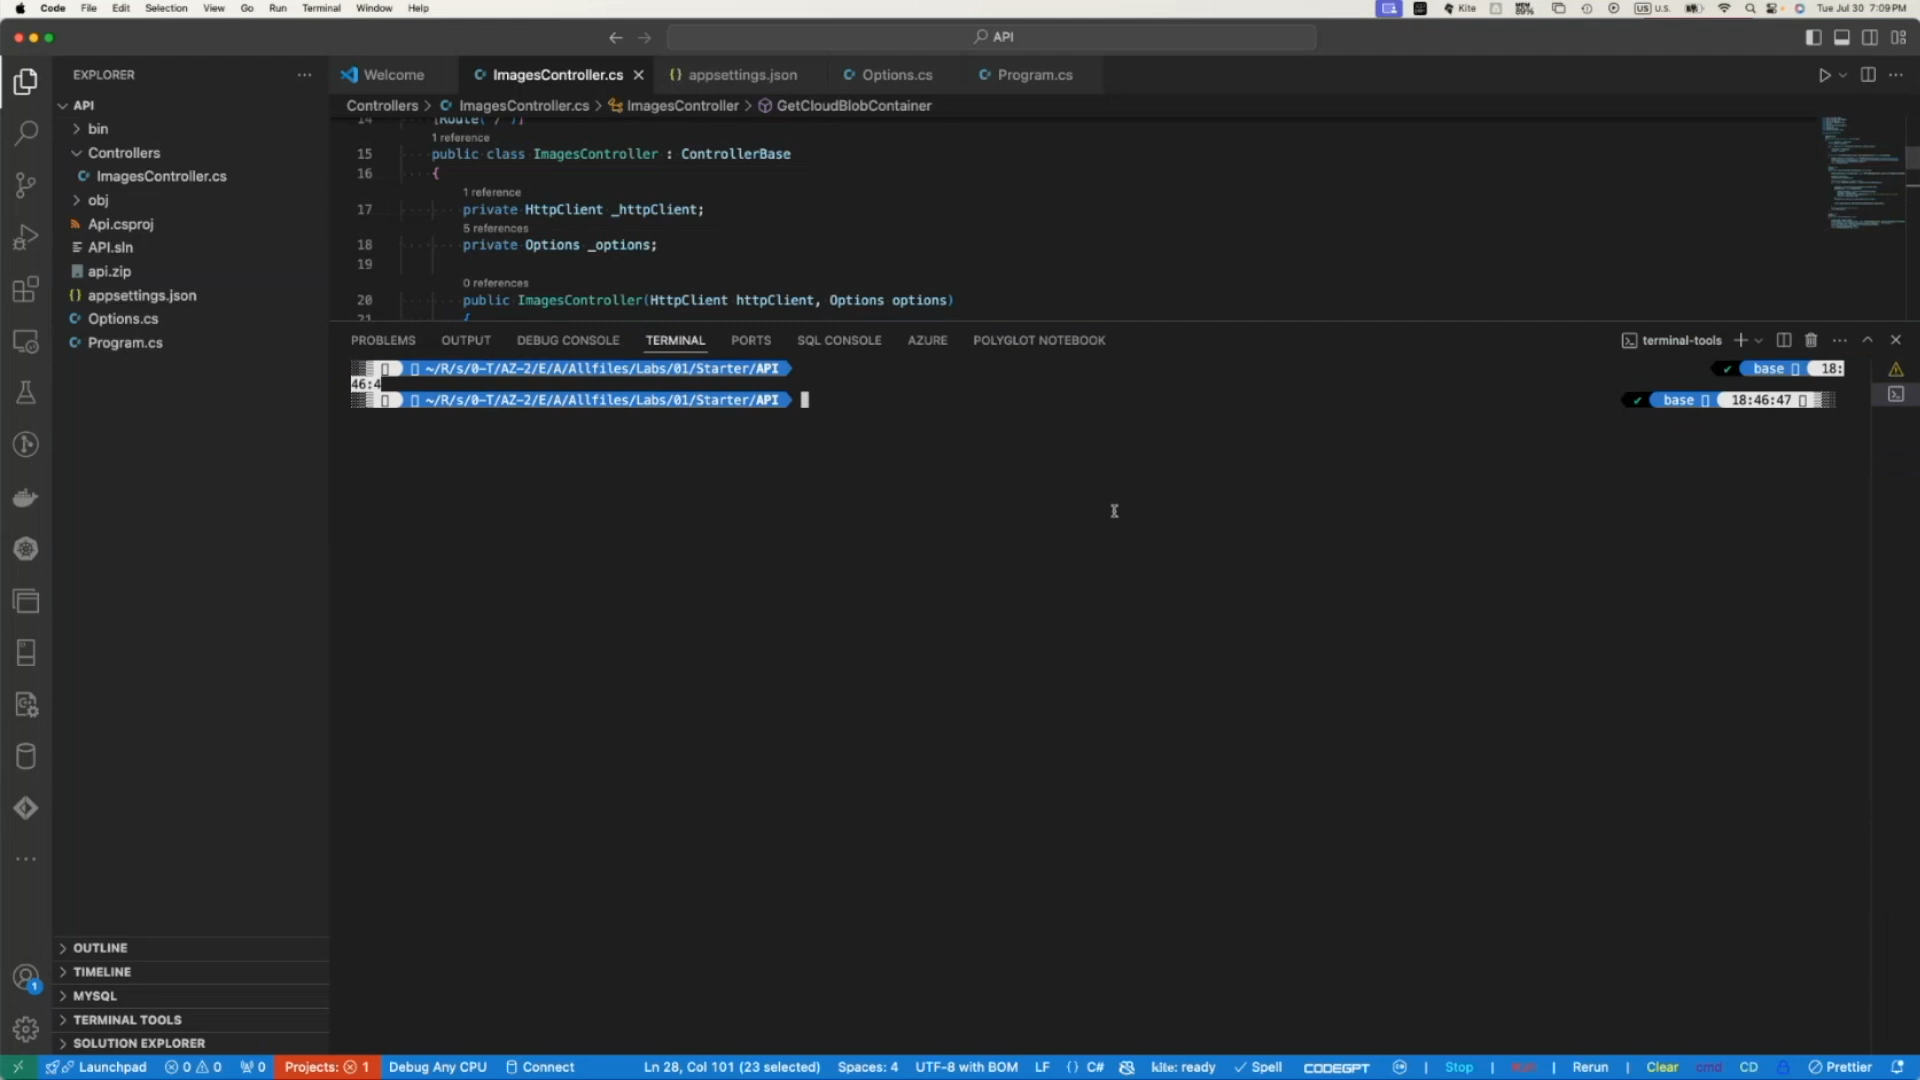 Code File Edit Selection View Go Run Terminal Window Help Kite U.S. Tue Jul 30 7:09 PM
API
EXPLORER
Welcome ImagesController.cs appsettings.json Options.cs Program.cs
Controllers > ImagesController.cs > ImagesController > GetCloudBlobContainer
API
bin
Controllers
ImagesController.cs
obj
Api.csproj
API.sln
api.zip
appsettings.json
Options.cs
Program.cs
14 [Route("/")]
1 reference
15 public class ImagesController : ControllerBase
16 {
1 reference
17 private HttpClient _httpClient;
5 references
18 private Options _options;
19
0 references
20 public ImagesController(HttpClient httpClient, Options options)
21 {
PROBLEMS OUTPUT DEBUG CONSOLE TERMINAL PORTS SQL CONSOLE AZURE POLYGLOT NOTEBOOK terminal-tools
~/R/s/0-T/AZ-2/E/A/Allfiles/Labs/01/Starter/API ✔ base 18:
46:4
~/R/s/0-T/AZ-2/E/A/Allfiles/Labs/01/Starter/API ✔ base 18:46:47
OUTLINE
TIMELINE
MYSQL
TERMINAL TOOLS
SOLUTION EXPLORER
1
Launchpad 0 0 0 Projects: 1 Debug Any CPU Connect Ln 28, Col 101 (23 selected) Spaces: 4 UTF-8 with BOM LF {} C# kite: ready Spell CODEGPT | Stop | | Rerun | Clear cmd CD Prettier